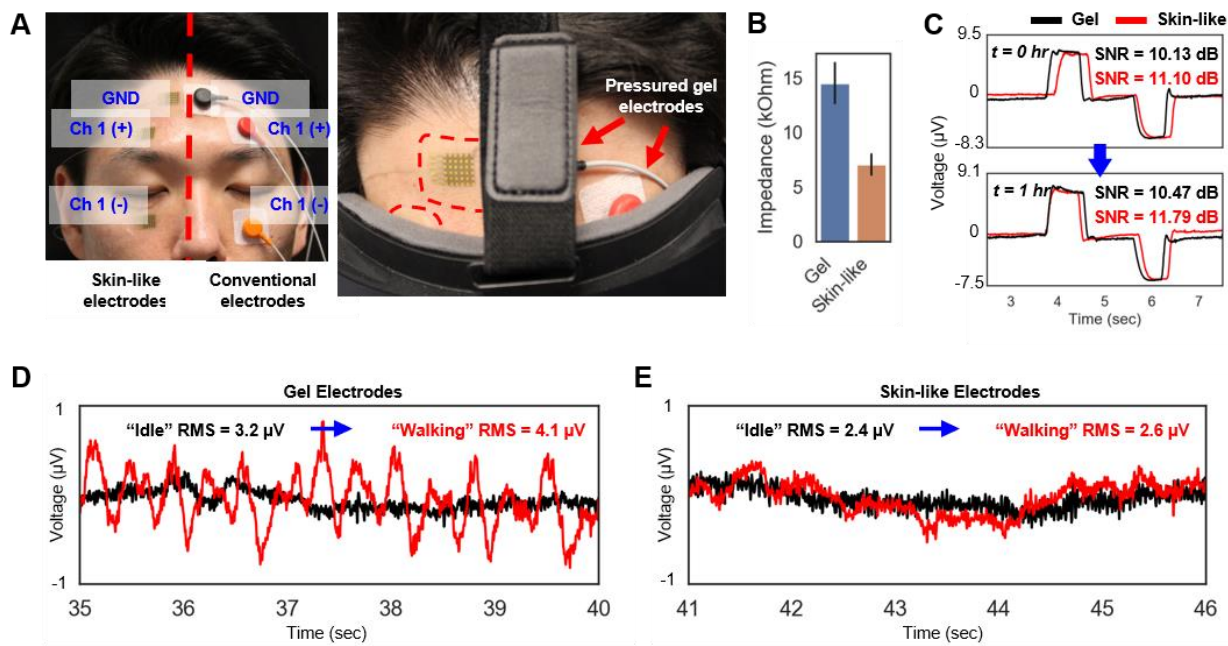 A
GND
GND
Ch 1 (+)
Ch 1 (+)
Ch 1 (-)
Ch 1 (-)
Skin-like
electrodes
Conventional
electrodes
Pressured gel
electrodes
B
Impedance (kOhm)
15
10
5
0
Gel
Skin-like
C
Gel
Skin-like
9.5
0
-8.3
t = 0 hr
SNR = 10.13 dB
SNR = 11.10 dB
Voltage (µV)
9.1
0
-7.5
t = 1 hr
SNR = 10.47 dB
SNR = 11.79 dB
3 4 5 6 7
Time (sec)
D
Gel Electrodes
1
-1
Voltage (µV)
“Idle” RMS = 3.2 µV
“Walking” RMS = 4.1 µV
35 36 37 38 39 40
Time (sec)
E
Skin-like Electrodes
1
-1
Voltage (µV)
“Idle” RMS = 2.4 µV
“Walking” RMS = 2.6 µV
41 42 43 44 45 46
Time (sec)